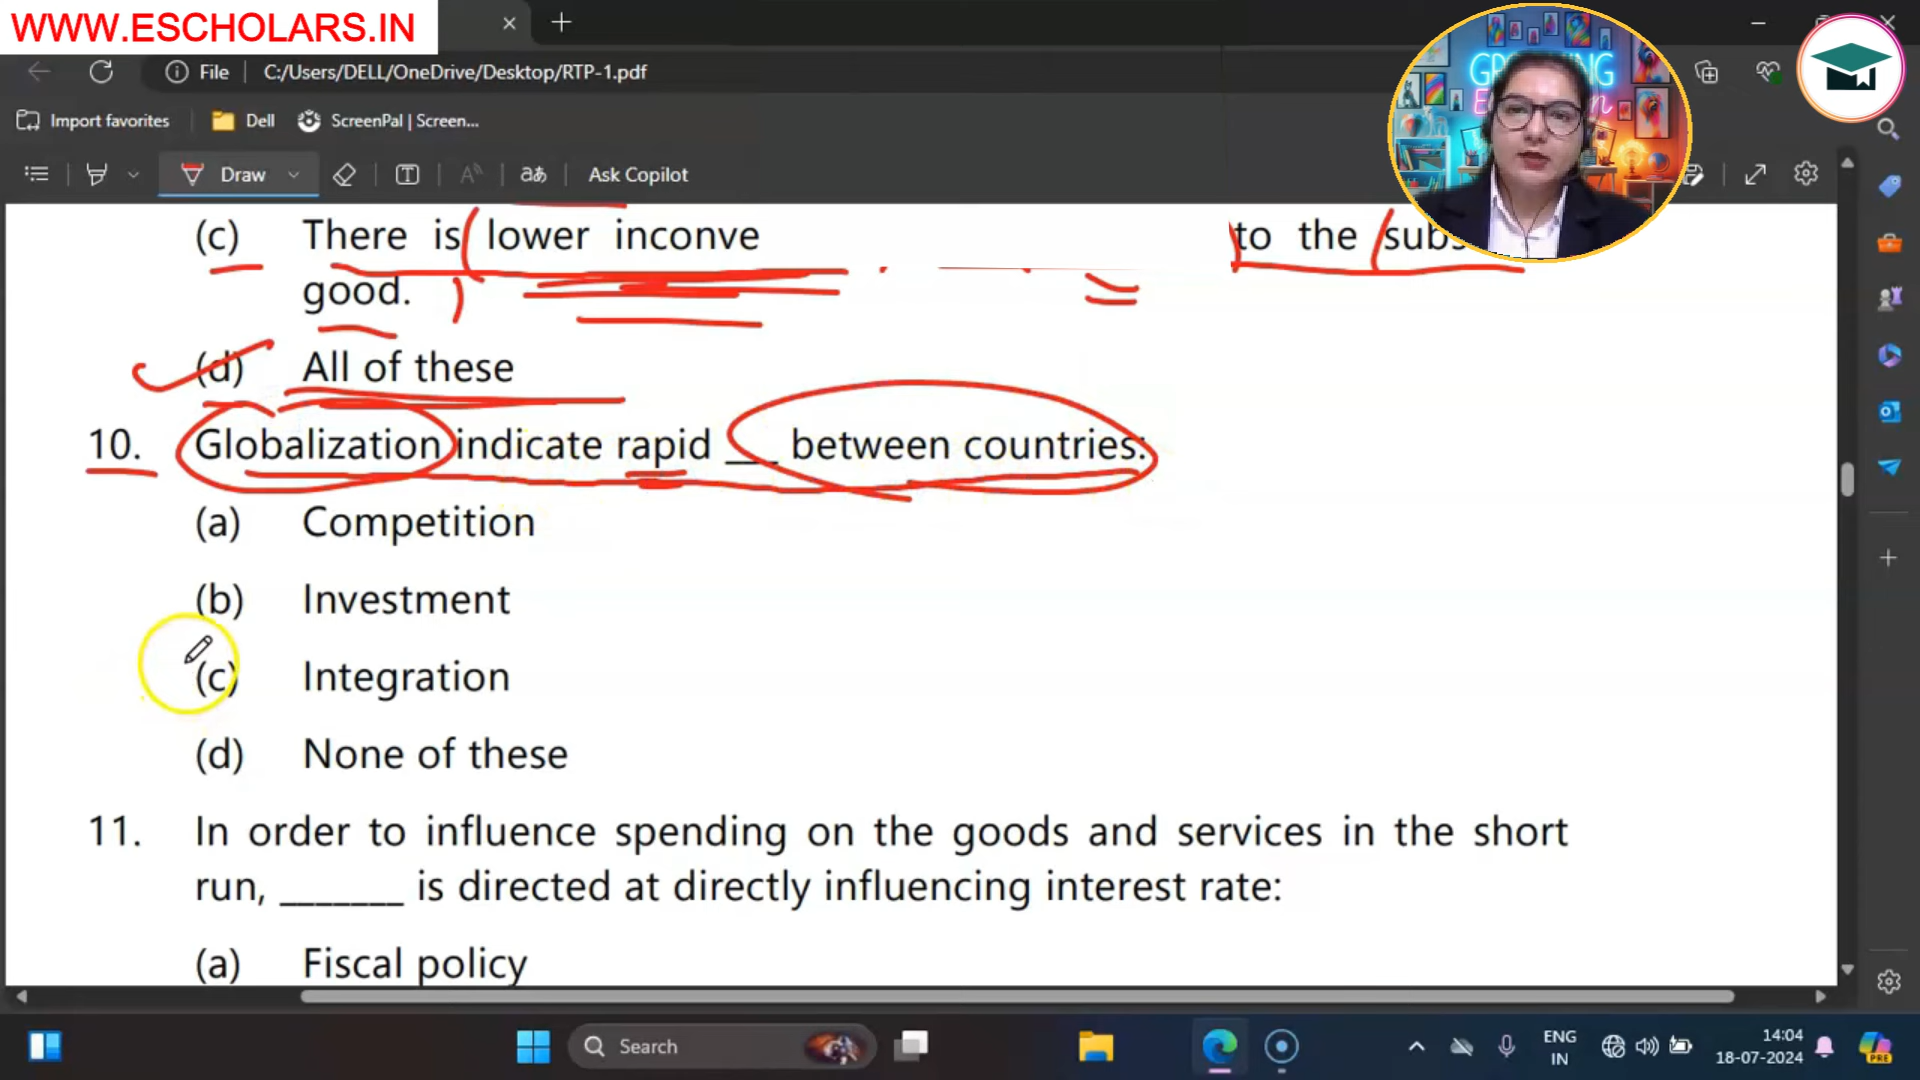 WWW.ESCHOLARS.IN
File C:/Users/DELL/OneDrive/Desktop/RTP-1.pdf
Import favorites Dell ScreenPal | Screen...
Draw Ask Copilot
(c) There is lower inconve to the subs
good.
(d) All of these
10. Globalization indicate rapid ___ between countries:
(a) Competition
(b) Investment
(c) Integration
(d) None of these
11. In order to influence spending on the goods and services in the short
run, _______ is directed at directly influencing interest rate:
(a) Fiscal policy
Search
ENG
IN
14:04
18-07-2024
PRE